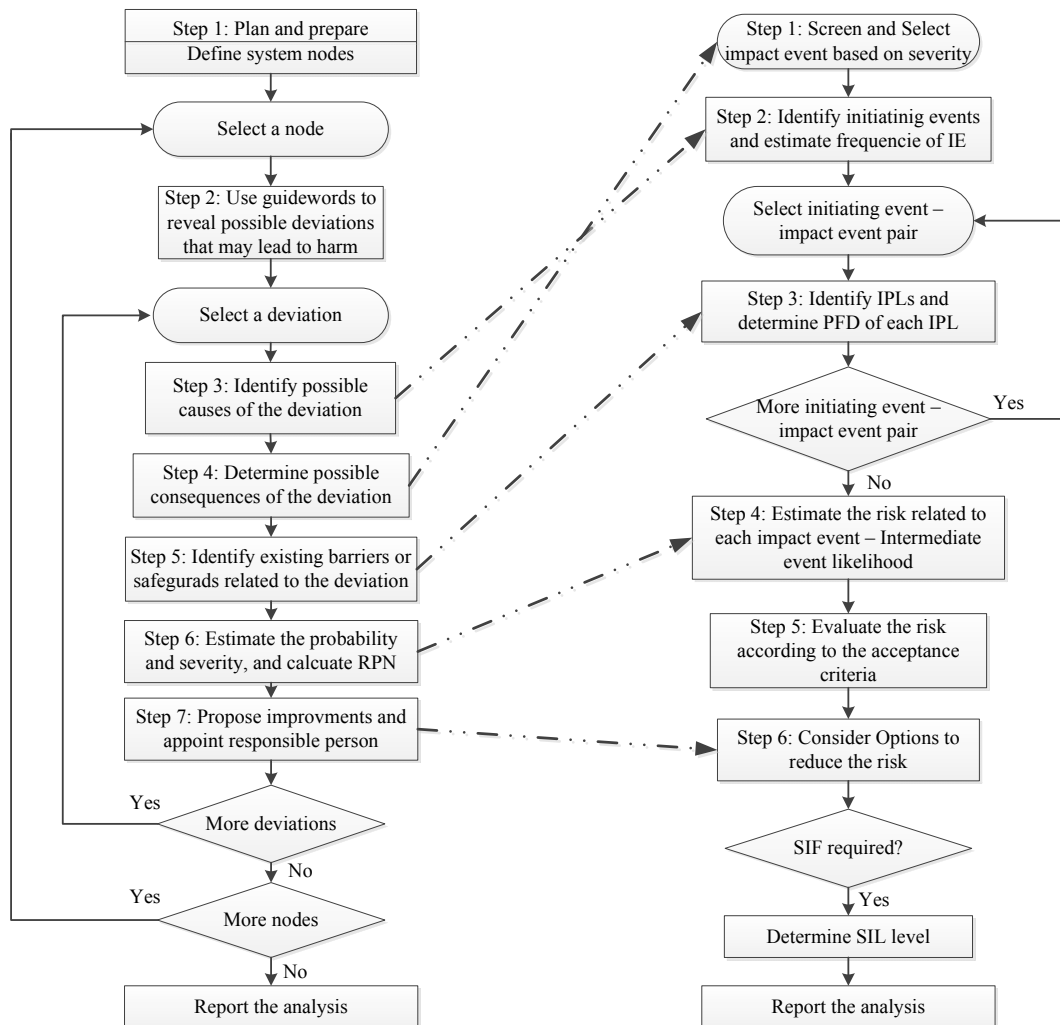 Step 1: Plan and prepare
Define system nodes
Select a node
Step 2: Use guidewords to
reveal possible deviations
that may lead to harm
Select a deviation
Step 3: Identify possible
causes of the deviation
Step 4: Determine possible
consequences of the deviation
Step 5: Identify existing barriers or
safegurads related to the deviation
Step 6: Estimate the probability
and severity, and calcuate RPN
Step 7: Propose improvments and
appoint responsible person
Yes
More deviations
No
Yes
More nodes
No
Report the analysis
Step 1: Screen and Select
impact event based on severity
Step 2: Identify initiatinig events
and estimate frequencie of IE
Select initiating event –
impact event pair
Step 3: Identify IPLs and
determine PFD of each IPL
More initiating event –
impact event pair
Yes
No
Step 4: Estimate the risk related to
each impact event – Intermediate
event likelihood
Step 5: Evaluate the risk
according to the acceptance
criteria
Step 6: Consider Options to
reduce the risk
SIF required?
Yes
Determine SIL level
Report the analysis